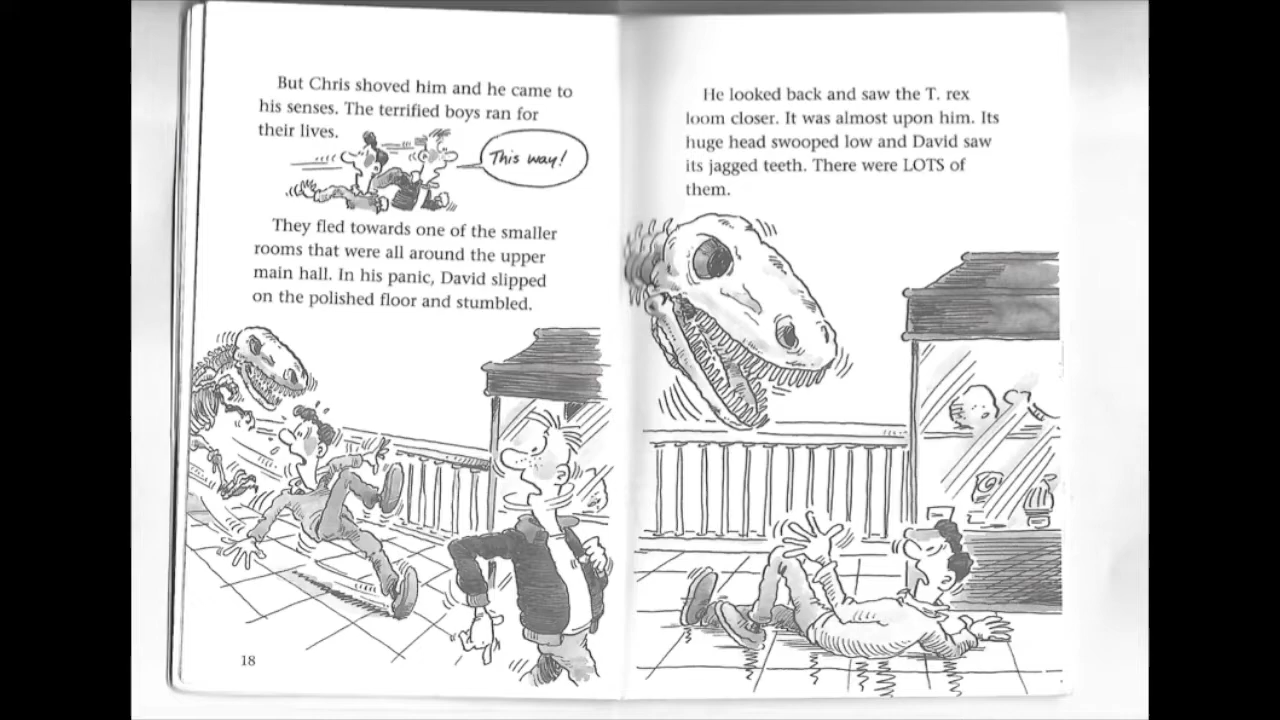 But Chris shoved him and he came to
his senses. The terrified boys ran for
their lives.
This way!
They fled towards one of the smaller
rooms that were all around the upper
main hall. In his panic, David slipped
on the polished floor and stumbled.
18
He looked back and saw the T. rex
loom closer. It was almost upon him. Its
huge head swooped low and David saw
its jagged teeth. There were LOTS of
them.